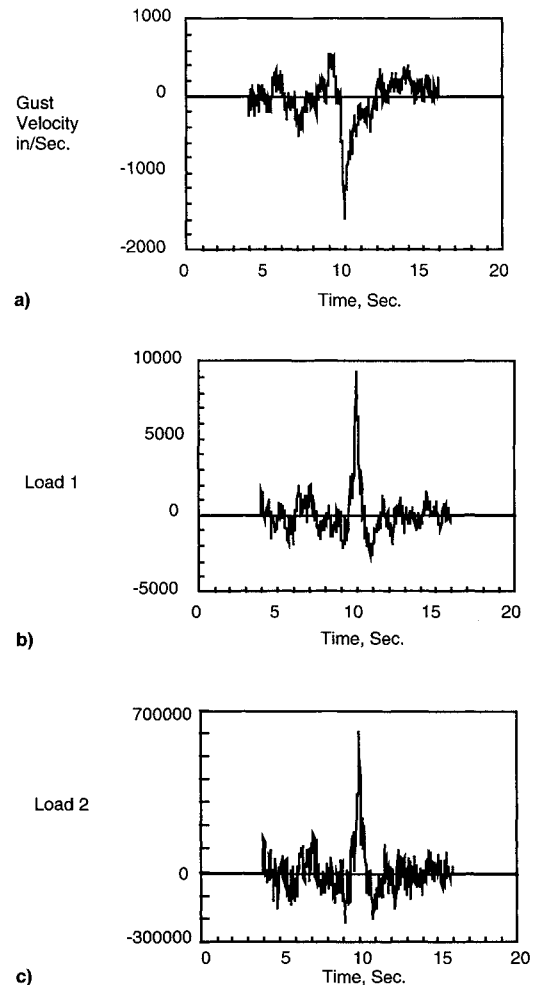 1000
0
Gust
Velocity
in/Sec.
-1000
-2000
0 5 10 15 20
Time, Sec.
a)
10000
5000
Load 1
0
-5000
0 5 10 15 20
Time, Sec.
b)
700000
Load 2
0
-300000
0 5 10 15 20
Time, Sec.
c)